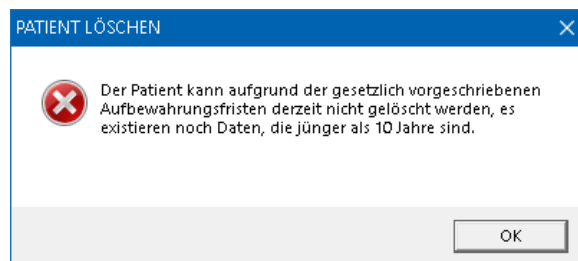 PATIENT LÖSCHEN
Der Patient kann aufgrund der gesetzlich vorgeschriebenen
Aufbewahrungsfristen derzeit nicht gelöscht werden, es
existieren noch Daten, die jünger als 10 Jahre sind.
OK